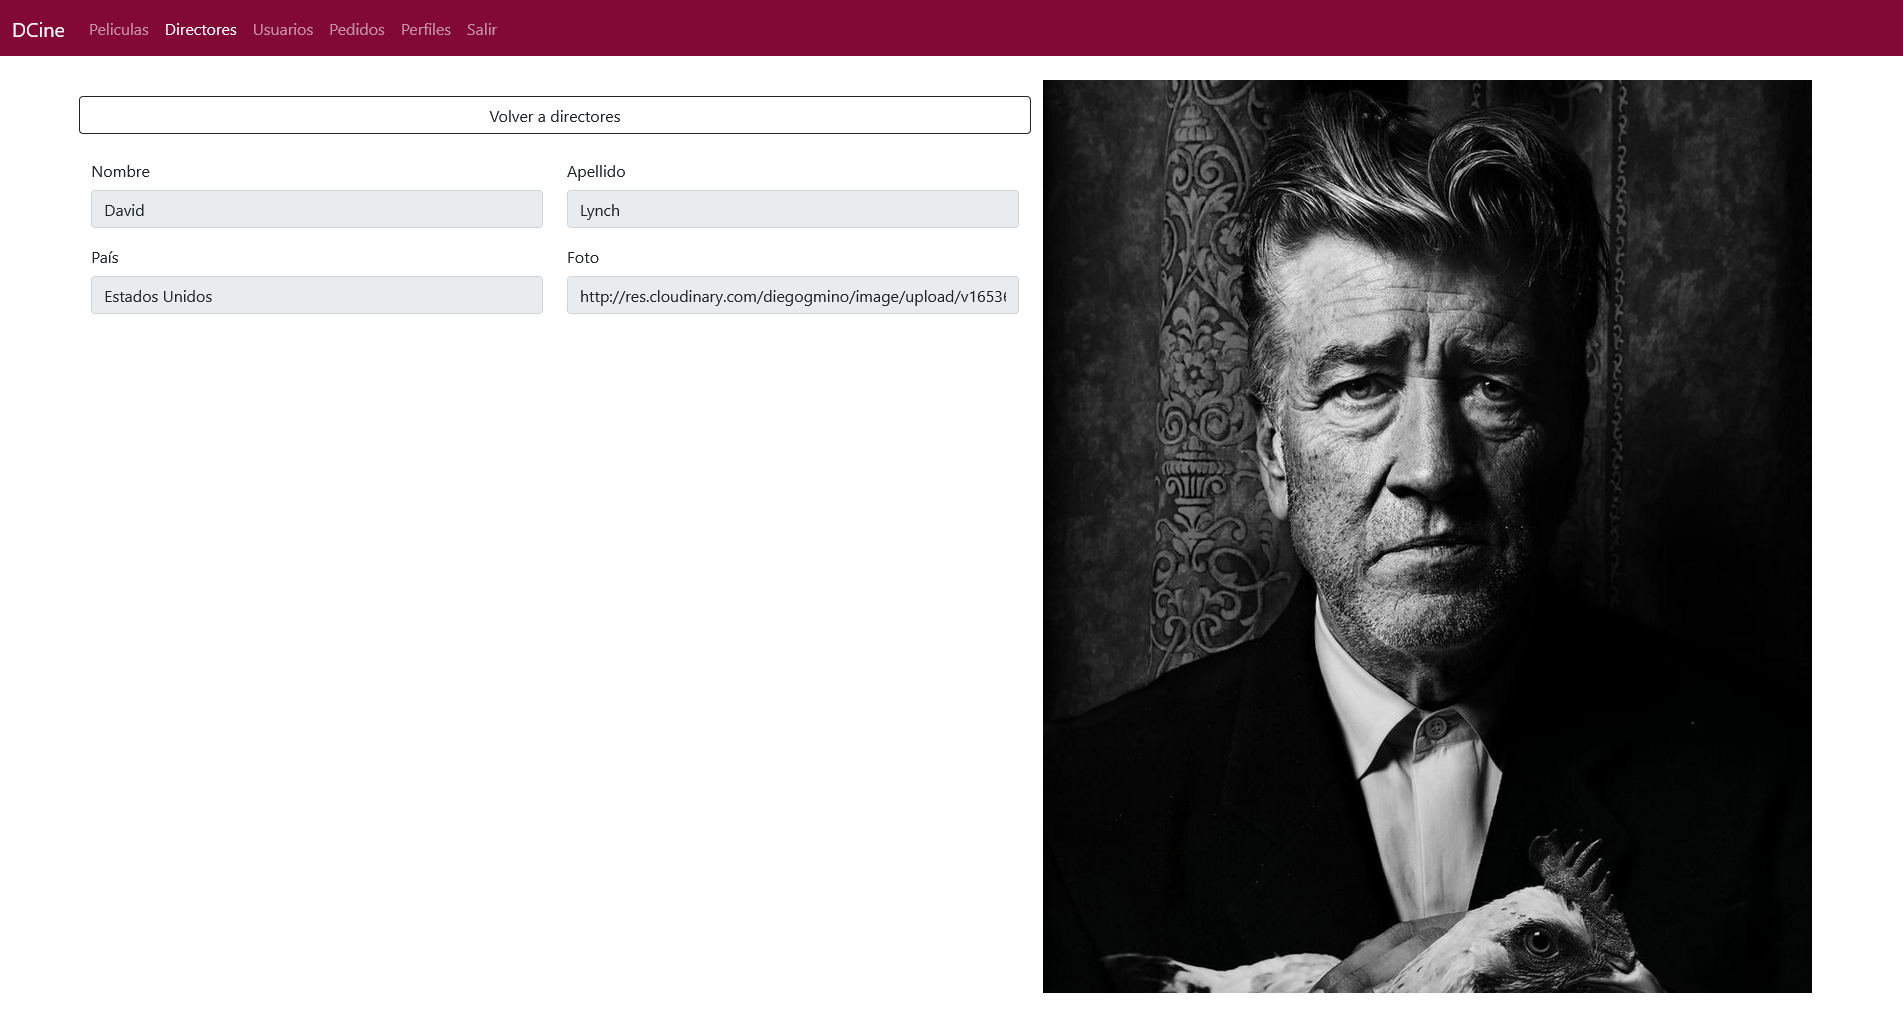 DCine Peliculas Directores Usuarios Pedidos Perfiles Salir
Volver a directores
Nombre
David
Apellido
Lynch
País
Estados Unidos
Foto
http://res.cloudinary.com/diegogmino/image/upload/v1653